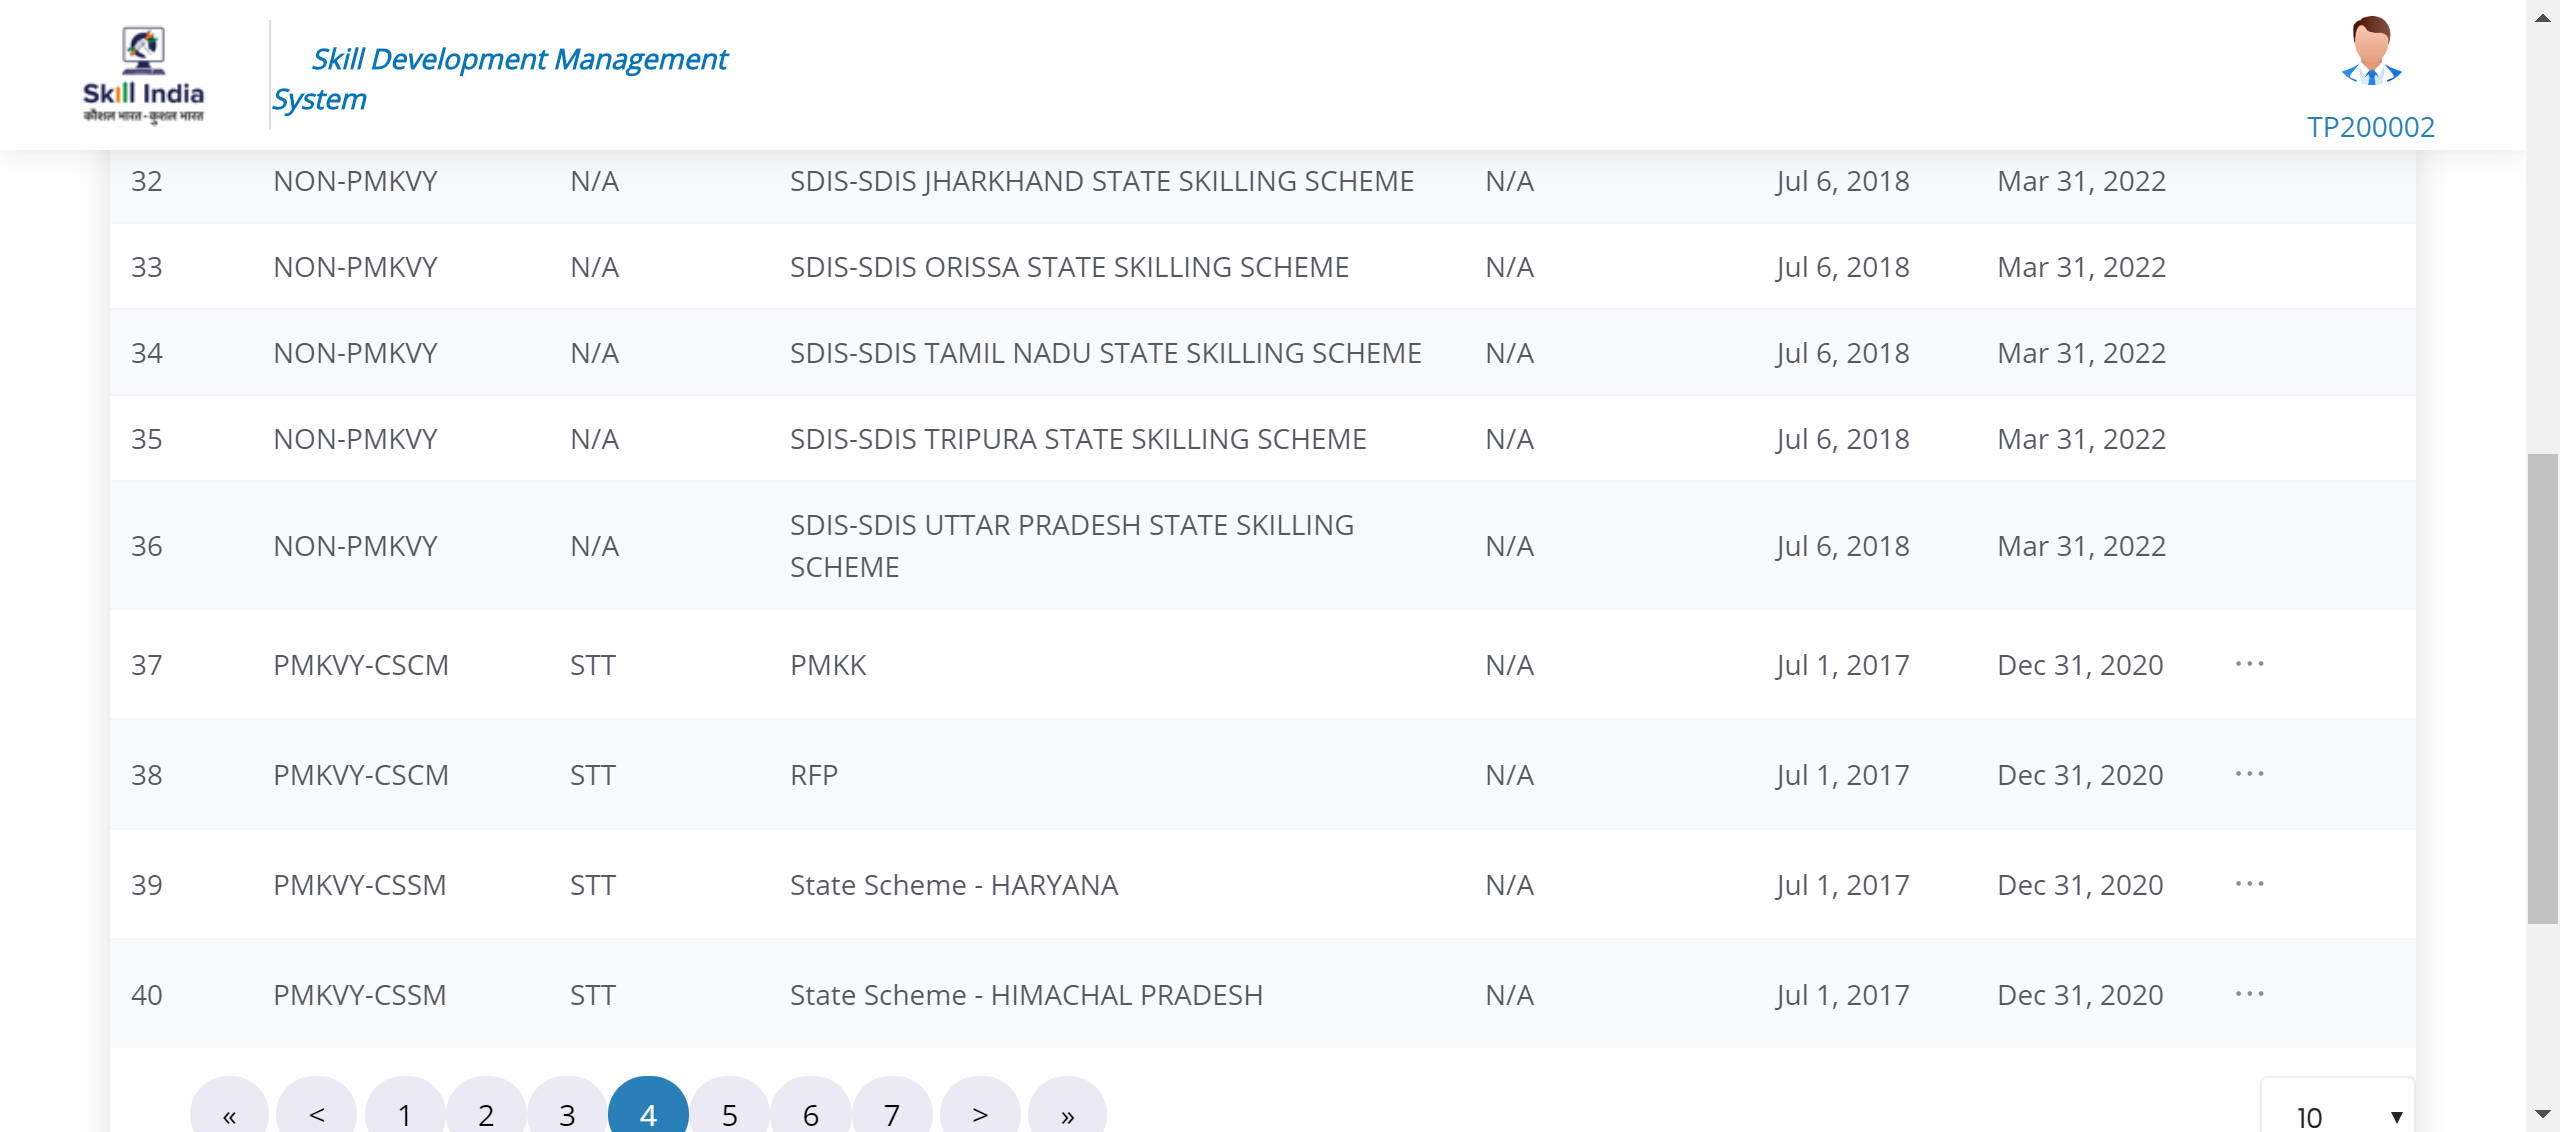 Skill India
कौशल भारत-कुशल भारत
Skill Development Management
System
TP200002
32 NON-PMKVY N/A SDIS-SDIS JHARKHAND STATE SKILLING SCHEME N/A Jul 6, 2018 Mar 31, 2022
33 NON-PMKVY N/A SDIS-SDIS ORISSA STATE SKILLING SCHEME N/A Jul 6, 2018 Mar 31, 2022
34 NON-PMKVY N/A SDIS-SDIS TAMIL NADU STATE SKILLING SCHEME N/A Jul 6, 2018 Mar 31, 2022
35 NON-PMKVY N/A SDIS-SDIS TRIPURA STATE SKILLING SCHEME N/A Jul 6, 2018 Mar 31, 2022
36 NON-PMKVY N/A SDIS-SDIS UTTAR PRADESH STATE SKILLING
SCHEME N/A Jul 6, 2018 Mar 31, 2022
37 PMKVY-CSCM STT PMKK N/A Jul 1, 2017 Dec 31, 2020 ...
38 PMKVY-CSCM STT RFP N/A Jul 1, 2017 Dec 31, 2020 ...
39 PMKVY-CSSM STT State Scheme - HARYANA N/A Jul 1, 2017 Dec 31, 2020 ...
40 PMKVY-CSSM STT State Scheme - HIMACHAL PRADESH N/A Jul 1, 2017 Dec 31, 2020 ...
« < 1 2 3 4 5 6 7 > » 10